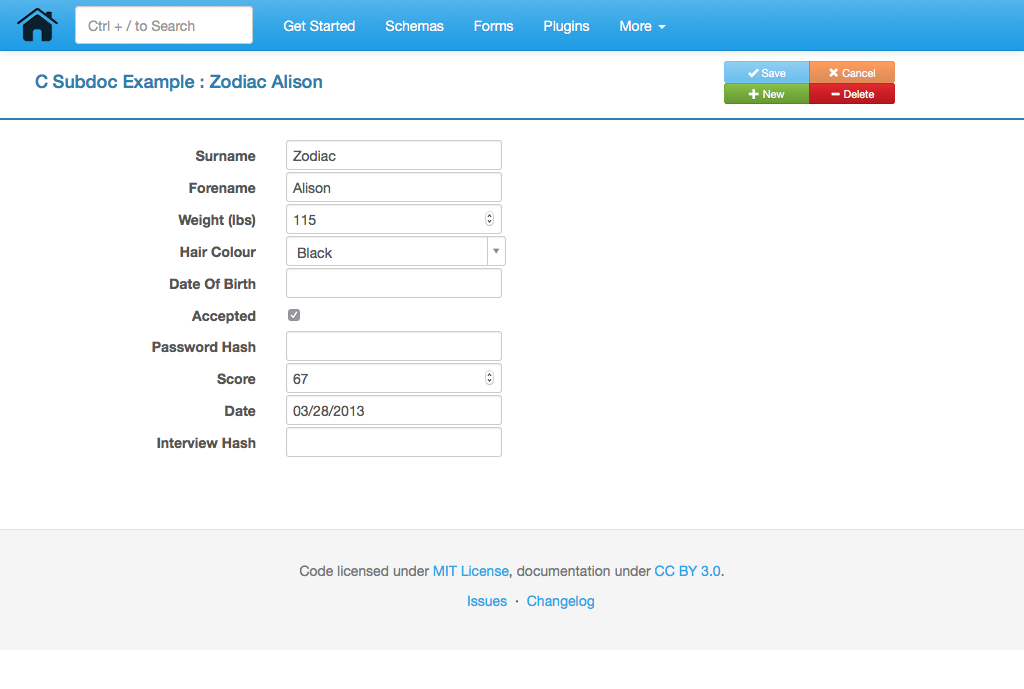 Ctrl + / to Search Get Started Schemas Forms Plugins More
C Subdoc Example : Zodiac Alison
Save Cancel
New Delete
Surname Zodiac
Forename Alison
Weight (lbs) 115
Hair Colour Black
Date Of Birth
Accepted
Password Hash
Score 67
Date 03/28/2013
Interview Hash
Code licensed under MIT License, documentation under CC BY 3.0.
Issues · Changelog